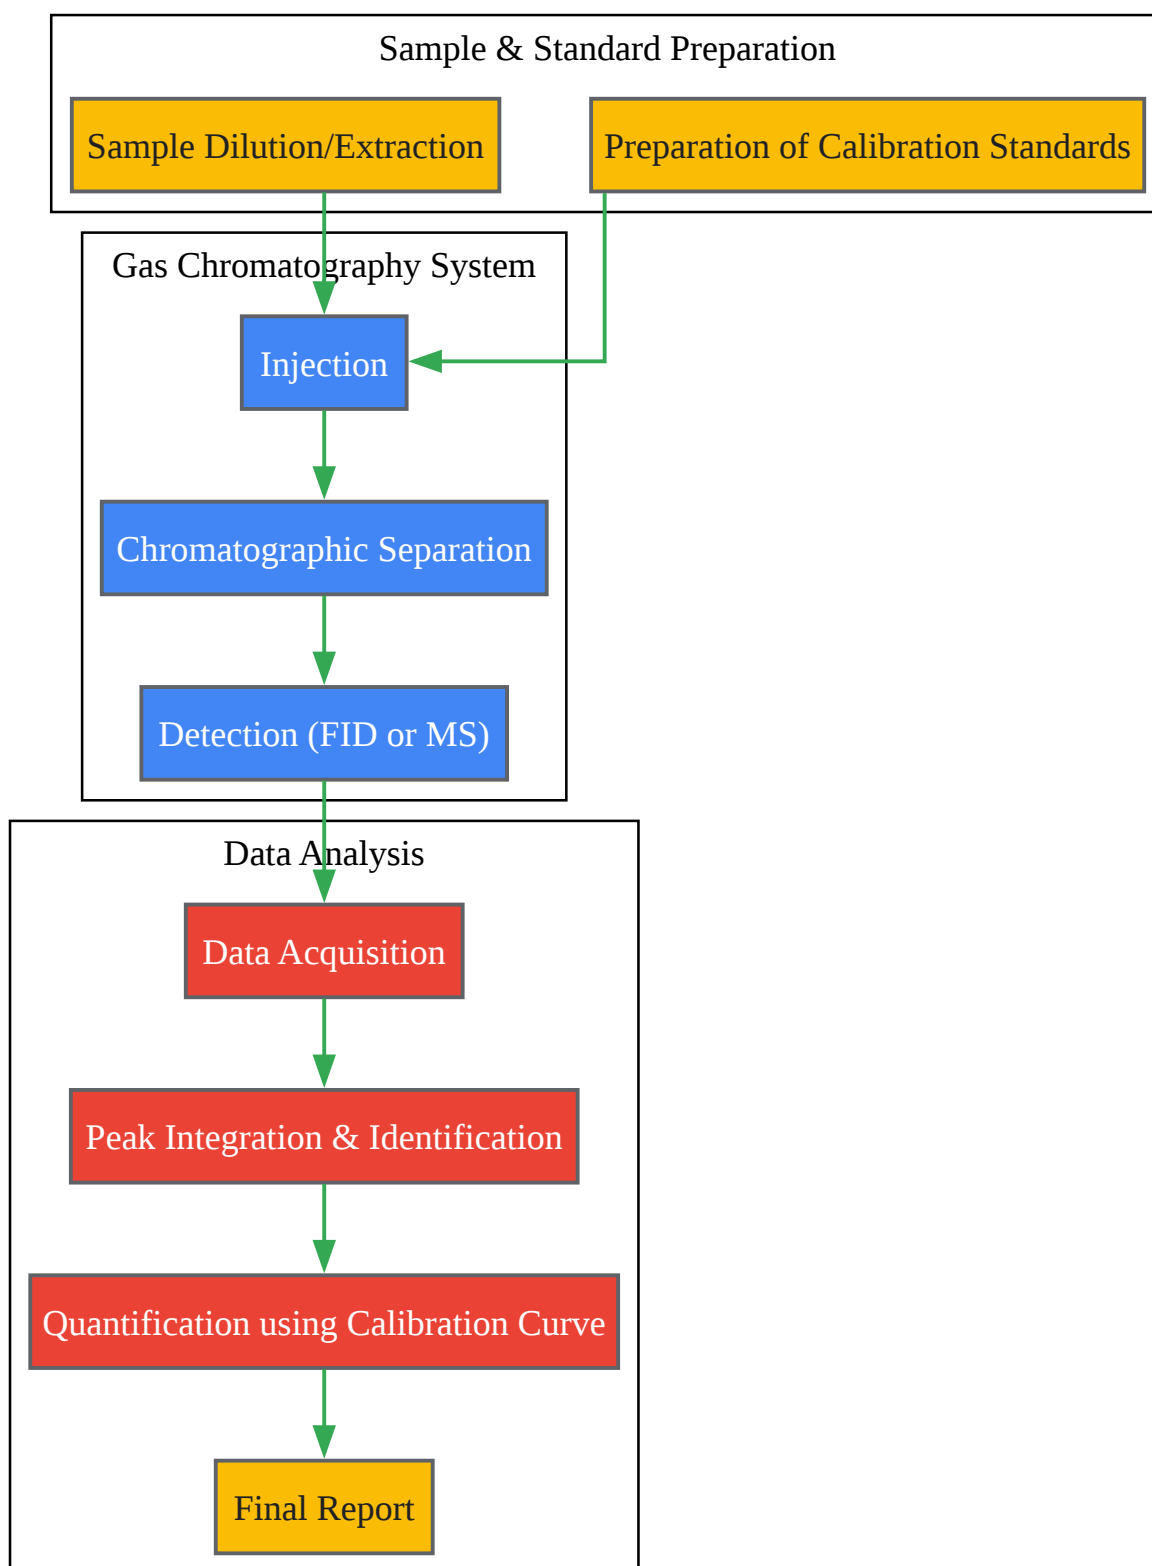 Sample & Standard Preparation
Sample Dilution/Extraction
Preparation of Calibration Standards
Gas Chromatography System
Injection
Chromatographic Separation
Detection (FID or MS)
Data Analysis
Data Acquisition
Peak Integration & Identification
Quantification using Calibration Curve
Final Report